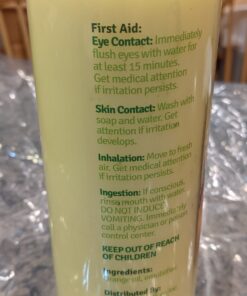 First Aid:
Eye Contact: Immediately
flush eyes with water for
at least 15 minutes.
Get medical attention
if irritation persists.
Skin Contact: Wash with
soap and water. Get
attention if irritation
develops.
Inhalation: Move to fresh
air. Get medical attention
if irritation persists.
Ingestion: If conscious,
rinse mouth with water.
DO NOT INDUCE
VOMITING. Immediately
call a physician or poison
control center.
KEEP OUT OF REACH
OF CHILDREN
Ingredients:
Distributed By: